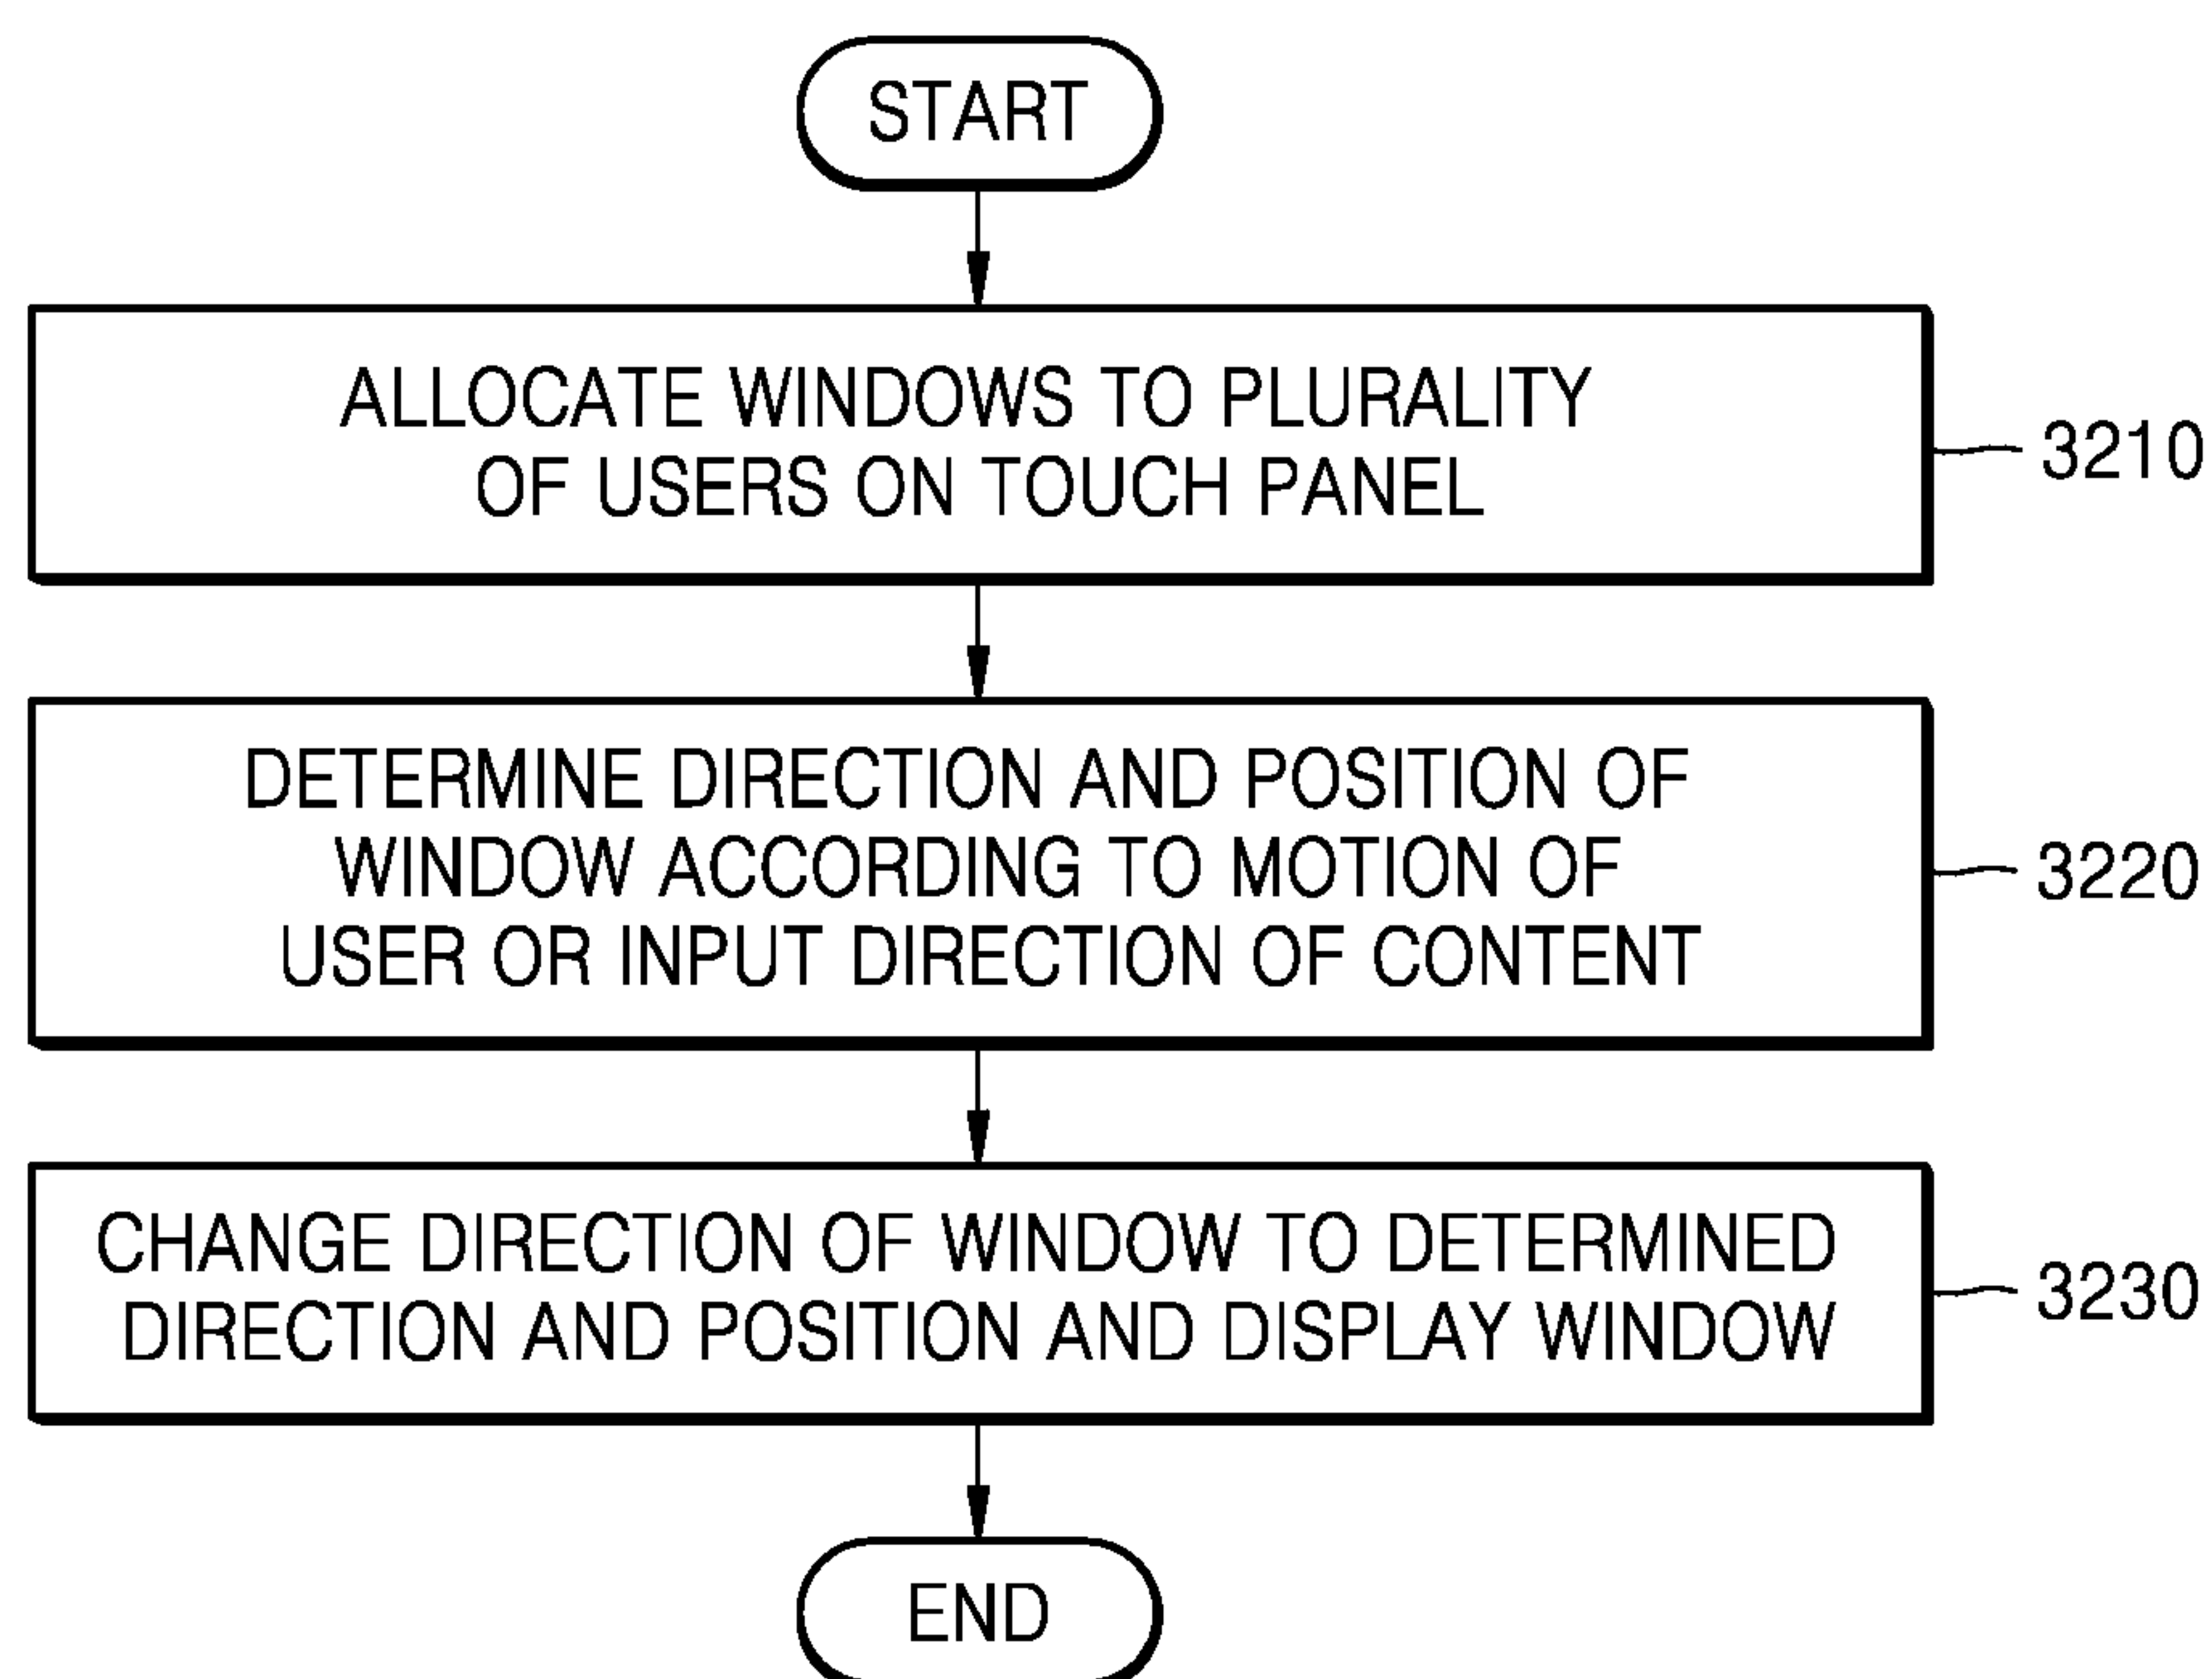 START
ALLOCATE WINDOWS TO PLURALITY
OF USERS ON TOUCH PANEL
3210
DETERMINE DIRECTION AND POSITION OF
WINDOW ACCORDING TO MOTION OF
USER OR INPUT DIRECTION OF CONTENT
3220
CHANGE DIRECTION OF WINDOW TO DETERMINED
DIRECTION AND POSITION AND DISPLAY WINDOW
3230
END